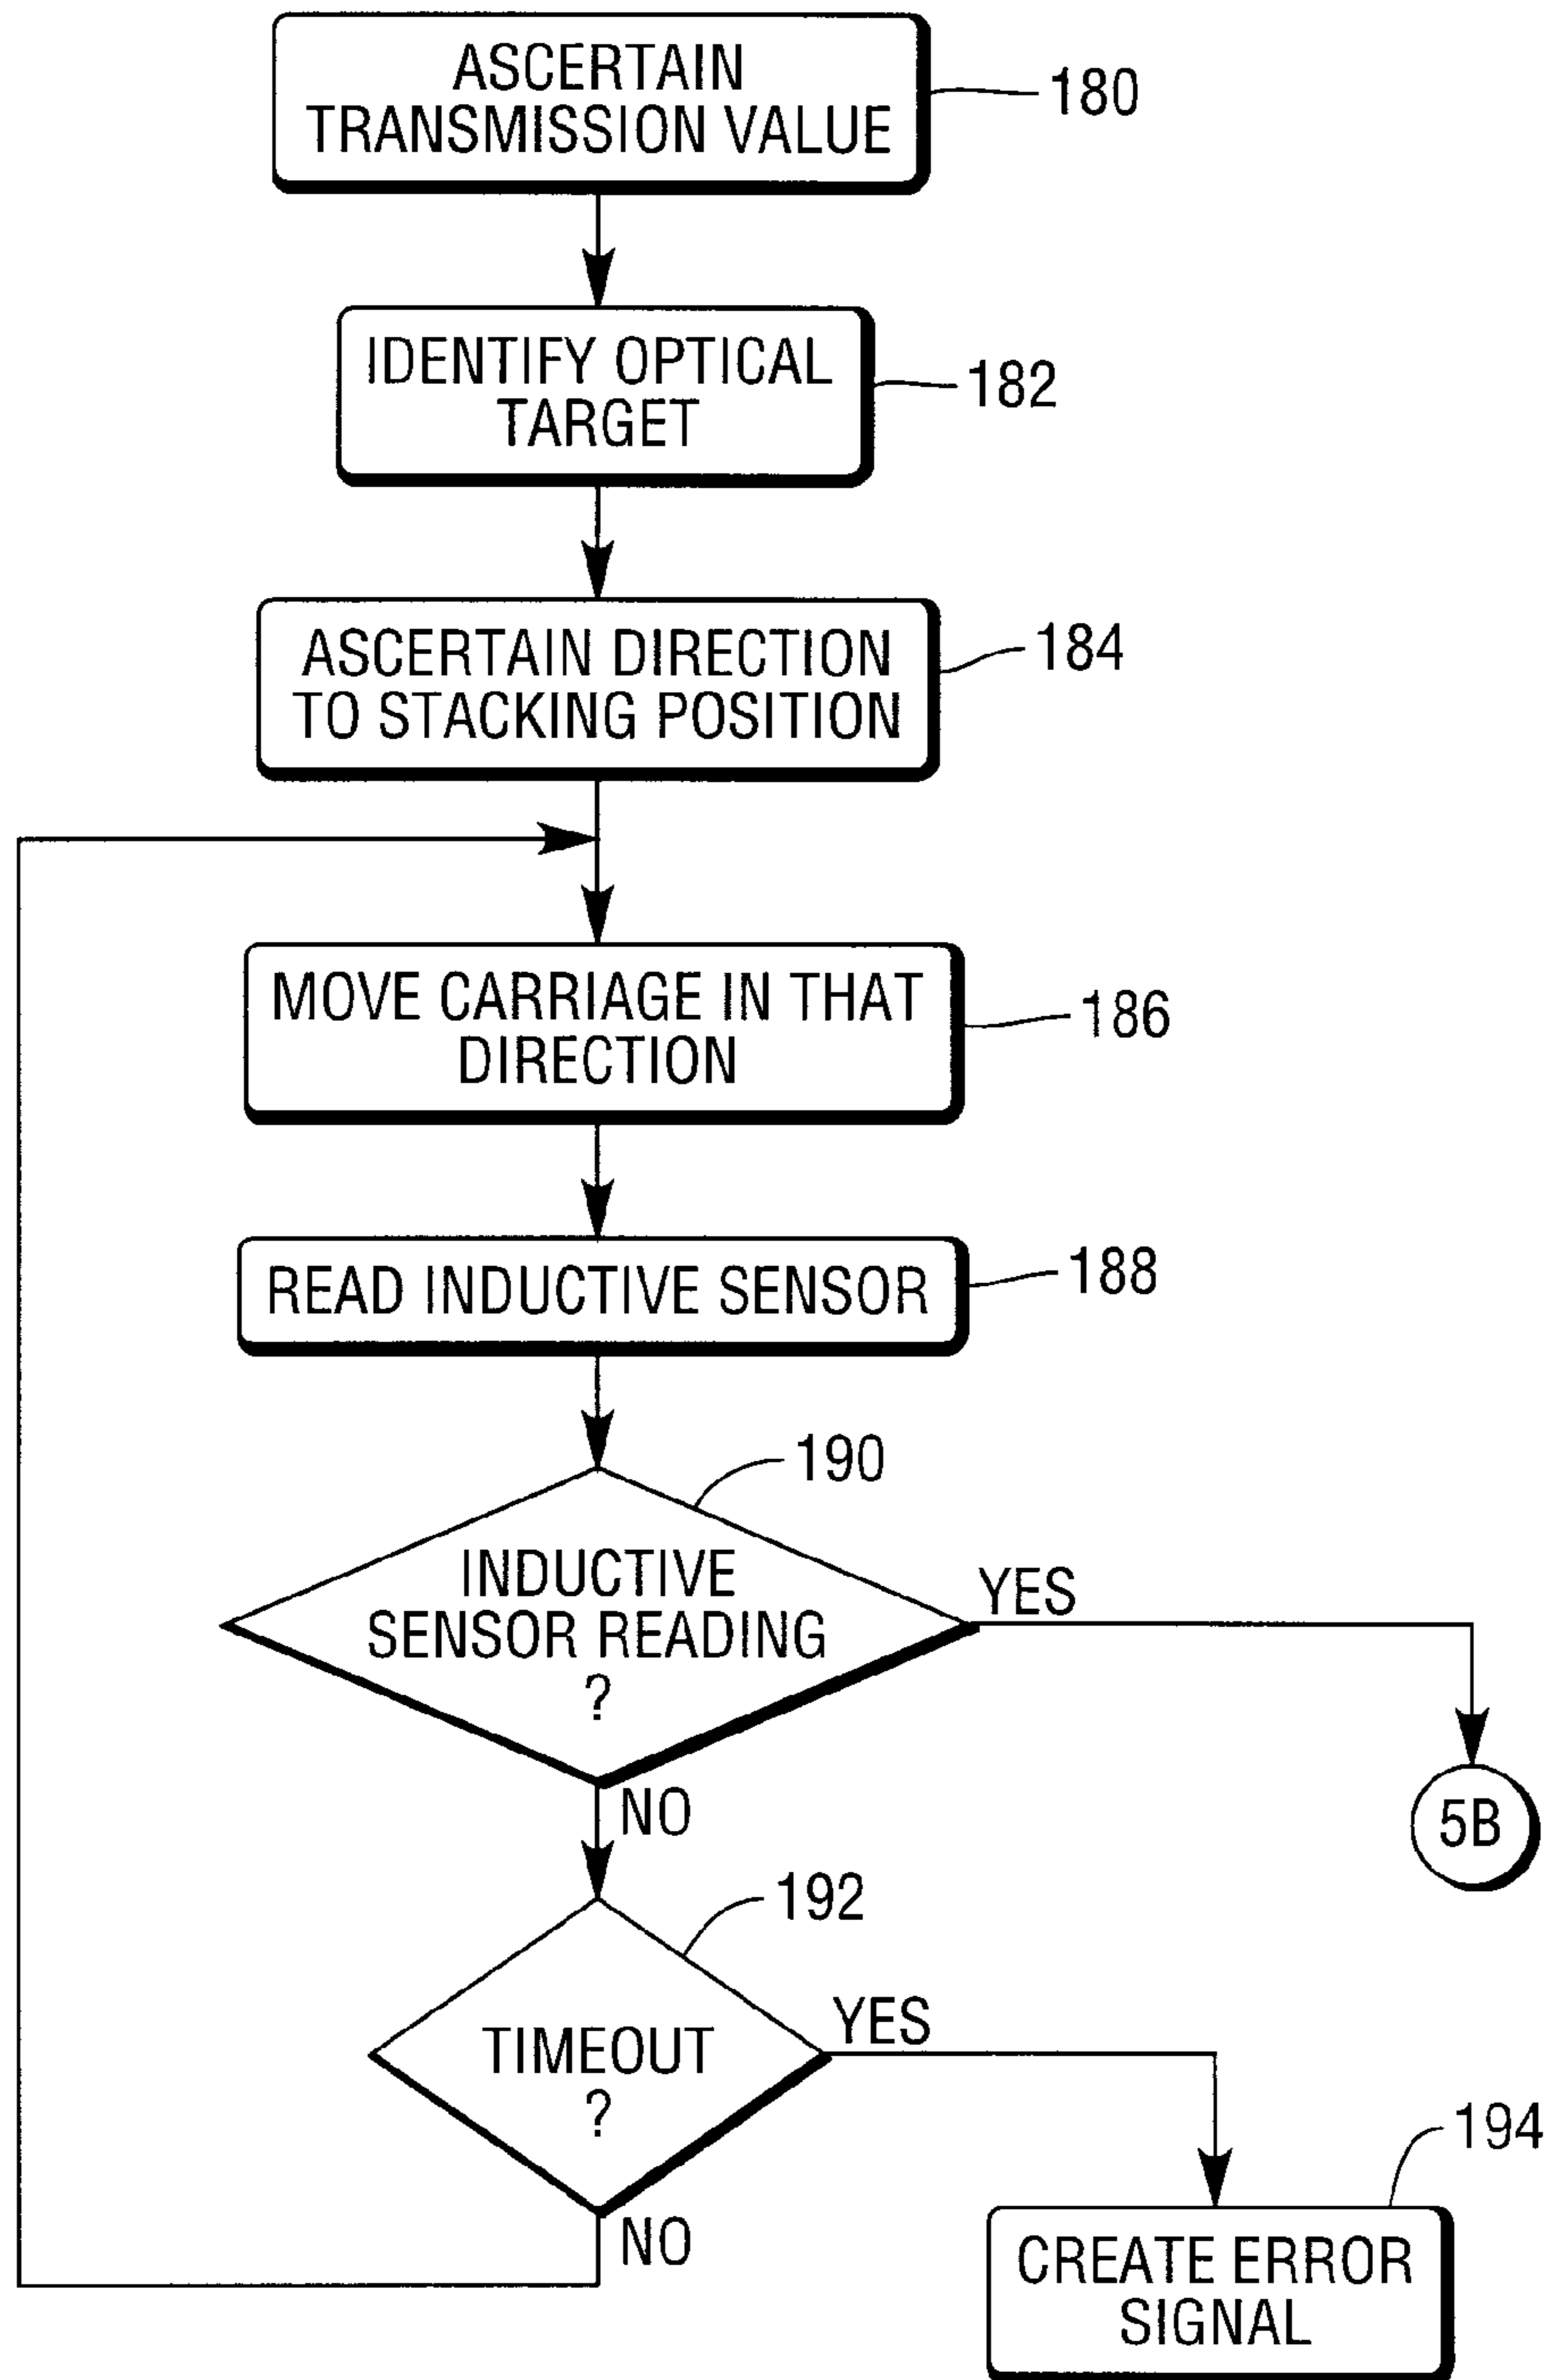 ASCERTAIN
TRANSMISSION VALUE
180
IDENTIFY OPTICAL
TARGET
182
ASCERTAIN DIRECTION
TO STACKING POSITION
184
MOVE CARRIAGE IN THAT
DIRECTION
186
READ INDUCTIVE SENSOR
188
190
INDUCTIVE
SENSOR READING
?
YES
NO
5B
192
TIMEOUT
?
YES
NO
194
CREATE ERROR
SIGNAL